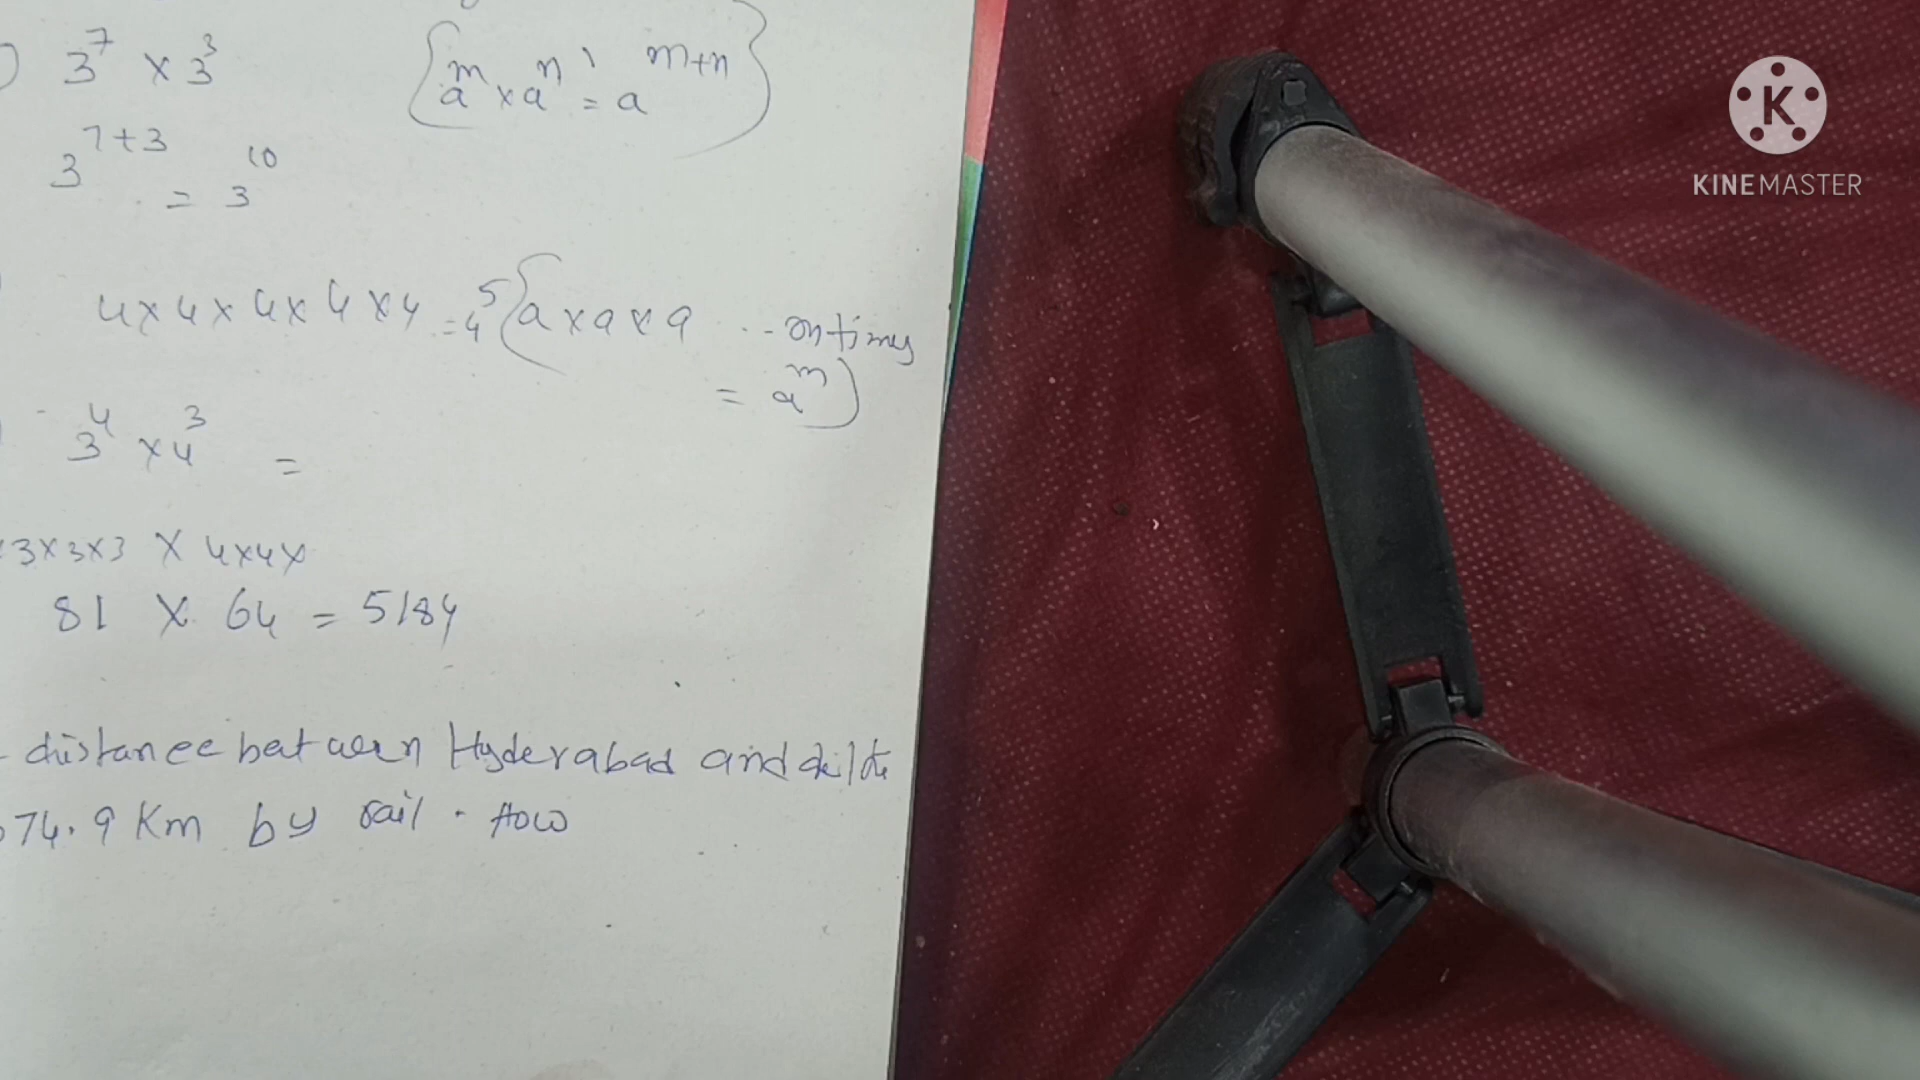 3⁷ × 3³ {aᵐ × aⁿ = aᵐ⁺ⁿ}
3⁷⁺³ = 3¹⁰
4×4×4×4×4 = 4⁵ {a×a×a ... m times
= aᵐ}
3⁴ × 4³ =
3×3×3 × 4×4×
81 × 64 = 5184
distance between Hyderabad and
74.9 Km by rail. How
KINEMASTER